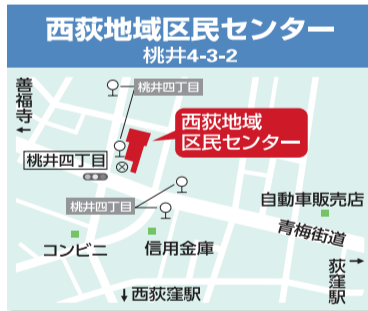 西荻地域区民センター
桃井4-3-2
善福寺
←
桃井四丁目
西荻地域
区民センター
桃井四丁目
桃井四丁目
自動車販売店
青梅街道
コンビニ
信用金庫
荻窪駅
→
↓西荻窪駅